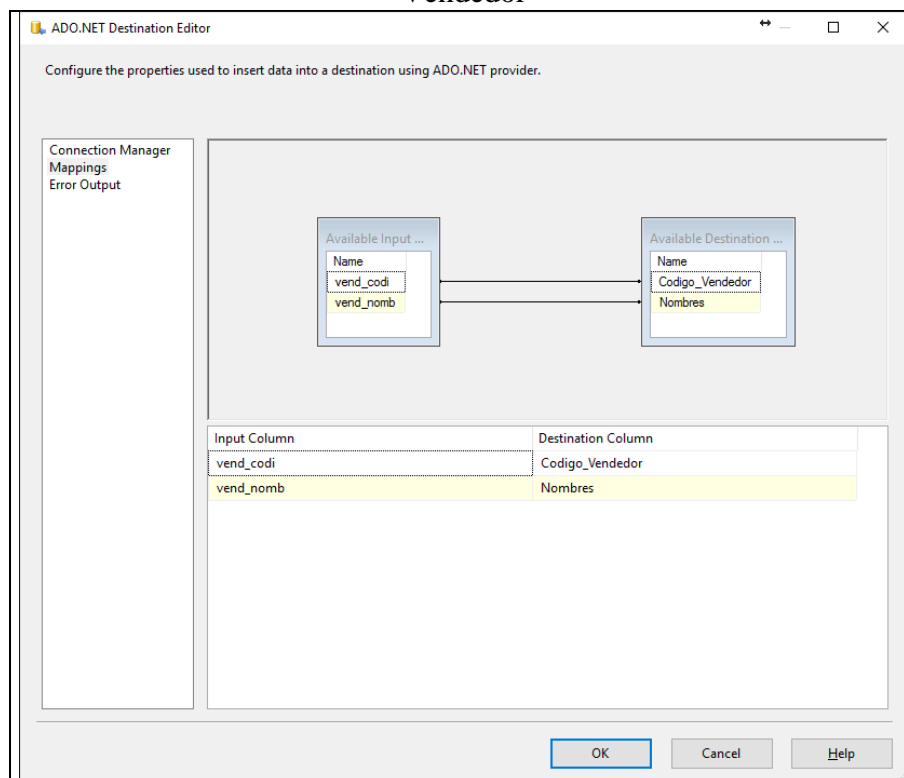 Vendedor
ADO.NET Destination Editor
Configure the properties used to insert data into a destination using ADO.NET provider.
Connection Manager
Mappings
Error Output
Available Input ...
Name
vend_codi
vend_nomb
Available Destination ...
Name
Codigo_Vendedor
Nombres
Input Column Destination Column
vend_codi Codigo_Vendedor
vend_nomb Nombres
OK Cancel Help